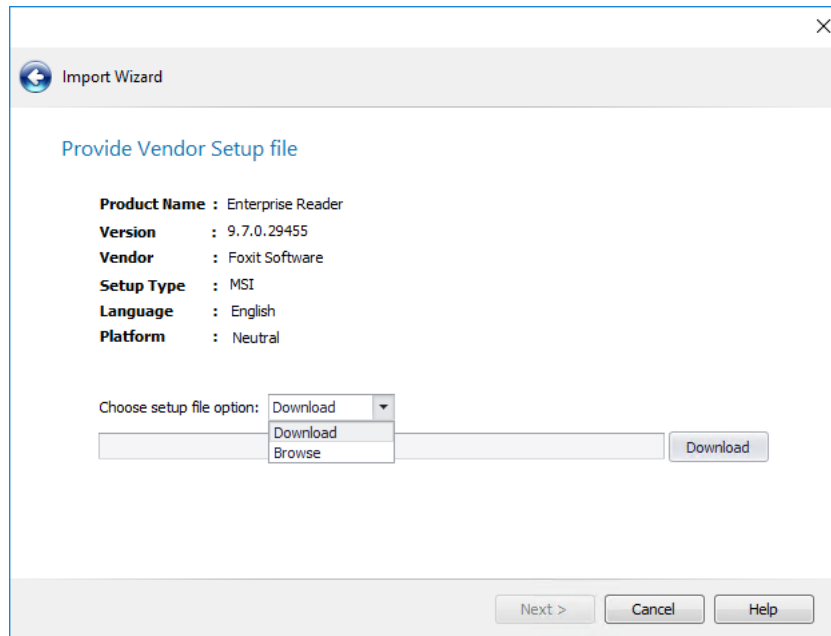 Import Wizard
Provide Vendor Setup file
Product Name : Enterprise Reader
Version : 9.7.0.29455
Vendor : Foxit Software
Setup Type : MSI
Language : English
Platform : Neutral
Choose setup file option: Download
Download
Browse
Download
Next > Cancel Help